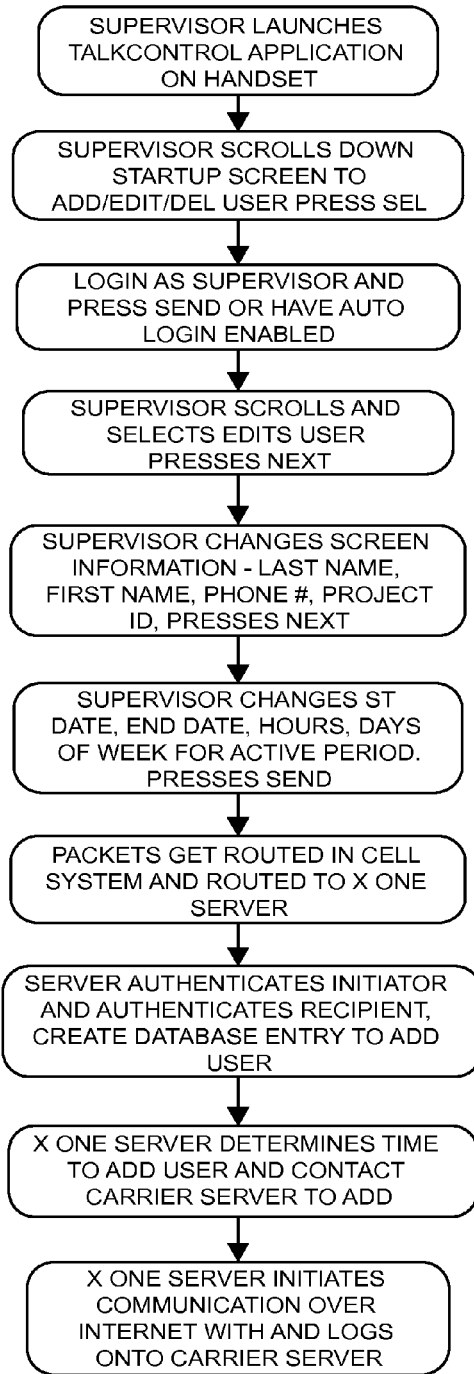 SUPERVISOR LAUNCHES
TALKCONTROL APPLICATION
ON HANDSET
SUPERVISOR SCROLLS DOWN
STARTUP SCREEN TO
ADD/EDIT/DEL USER PRESS SEL
LOGIN AS SUPERVISOR AND
PRESS SEND OR HAVE AUTO
LOGIN ENABLED
SUPERVISOR SCROLLS AND
SELECTS EDITS USER
PRESSES NEXT
SUPERVISOR CHANGES SCREEN
INFORMATION - LAST NAME,
FIRST NAME, PHONE #, PROJECT
ID, PRESSES NEXT
SUPERVISOR CHANGES ST
DATE, END DATE, HOURS, DAYS
OF WEEK FOR ACTIVE PERIOD.
PRESSES SEND
PACKETS GET ROUTED IN CELL
SYSTEM AND ROUTED TO X ONE
SERVER
SERVER AUTHENTICATES INITIATOR
AND AUTHENTICATES RECIPIENT,
CREATE DATABASE ENTRY TO ADD
USER
X ONE SERVER DETERMINES TIME
TO ADD USER AND CONTACT
CARRIER SERVER TO ADD
X ONE SERVER INITIATES
COMMUNICATION OVER
INTERNET WITH AND LOGS
ONTO CARRIER SERVER